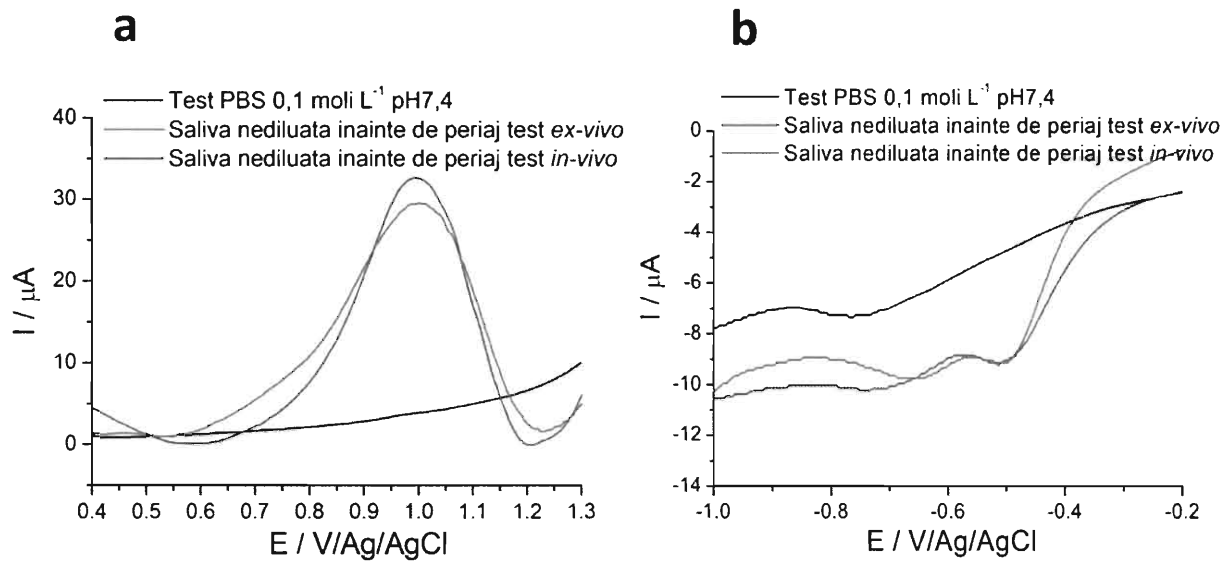 a
Test PBS 0,1 moli L⁻¹ pH7,4
Saliva nediluata inainte de periaj test ex-vivo
Saliva nediluata inainte de periaj test in-vivo
40
30
20
10
0
I / μA
0.4 0.5 0.6 0.7 0.8 0.9 1.0 1.1 1.2 1.3
E / V/Ag/AgCl
b
Test PBS 0,1 moli L⁻¹ pH7,4
Saliva nediluata inainte de periaj test ex-vivo
Saliva nediluata inainte de periaj test in-vivo
0
-2
-4
-6
-8
-10
-12
-14
I / μA
-1.0 -0.8 -0.6 -0.4 -0.2
E / V/Ag/AgCl